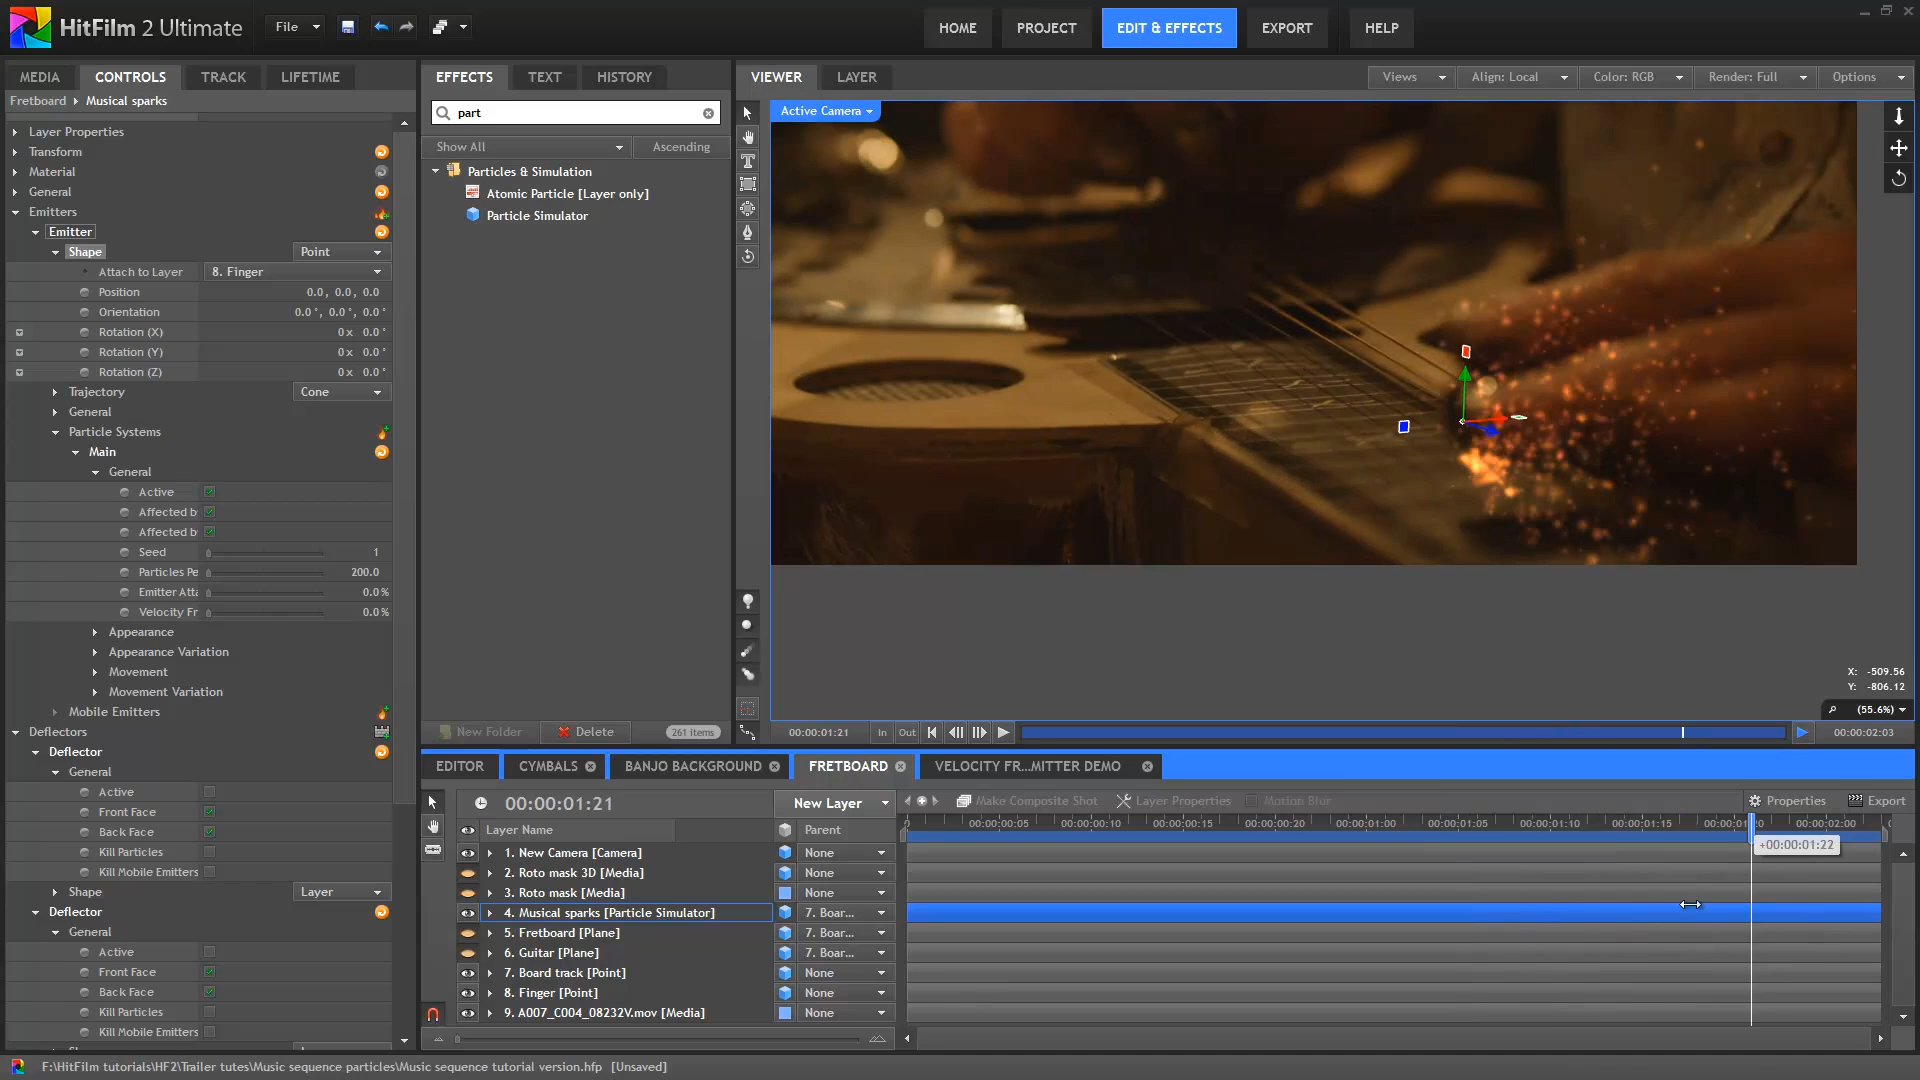 HitFilm 2 Ultimate
File
HOME
PROJECT
EDIT & EFFECTS
EXPORT
HELP
MEDIA
CONTROLS
TRACK
LIFETIME
EFFECTS
TEXT
HISTORY
VIEWER
LAYER
Views
Align: Local
Color: RGB
Render: Full
Options
Fretboard
Musical sparks
Layer Properties
Transform
Material
General
Emitters
Emitter
Shape
Point
Attach to Layer
8. Finger
Position
0.0, 0.0, 0.0
Orientation
0.0°, 0.0°, 0.0°
Rotation (X)
0x 0.0°
Rotation (Y)
0x 0.0°
Rotation (Z)
0x 0.0°
Trajectory
Cone
General
Particle Systems
Main
General
Active
Affected b
Affected b
Seed
1
Particles Pe
200.0
Emitter Atta
0.0%
Velocity Fr
0.0%
Appearance
Appearance Variation
Movement
Movement Variation
Mobile Emitters
Deflectors
Deflector
General
Active
Front Face
Back Face
Kill Particles
Kill Mobile Emitters
Shape
Layer
Deflector
General
Active
Front Face
Back Face
Kill Particles
Kill Mobile Emitters
part
Show All
Ascending
Particles & Simulation
Atomic Particle [Layer only]
Particle Simulator
New Folder
Delete
261 items
Active Camera
X: -509.56
Y: -806.12
(55.6%)
00:00:01:21
In
Out
00:00:02:03
EDITOR
CYMBALS
BANJO BACKGROUND
FRETBOARD
VELOCITY FR...MITTER DEMO
00:00:01:21
New Layer
Make Composite Shot
Layer Properties
Motion Blur
Properties
Export
Layer Name
Parent
00:00:00:05
00:00:00:10
00:00:00:15
00:00:00:20
00:00:01:00
00:00:01:05
00:00:01:10
00:00:01:15
00:00:01:20
00:00:02:00
+00:00:01:22
1. New Camera [Camera]
None
2. Roto mask 3D [Media]
None
3. Roto mask [Media]
None
4. Musical sparks [Particle Simulator]
7. Boar...
5. Fretboard [Plane]
7. Boar...
6. Guitar [Plane]
7. Boar...
7. Board track [Point]
None
8. Finger [Point]
None
9. A007_C004_08232V.mov [Media]
None
F:\HitFilm tutorials\HF2\Trailer tutes\Music sequence particles\Music sequence tutorial version.hfp [Unsaved]